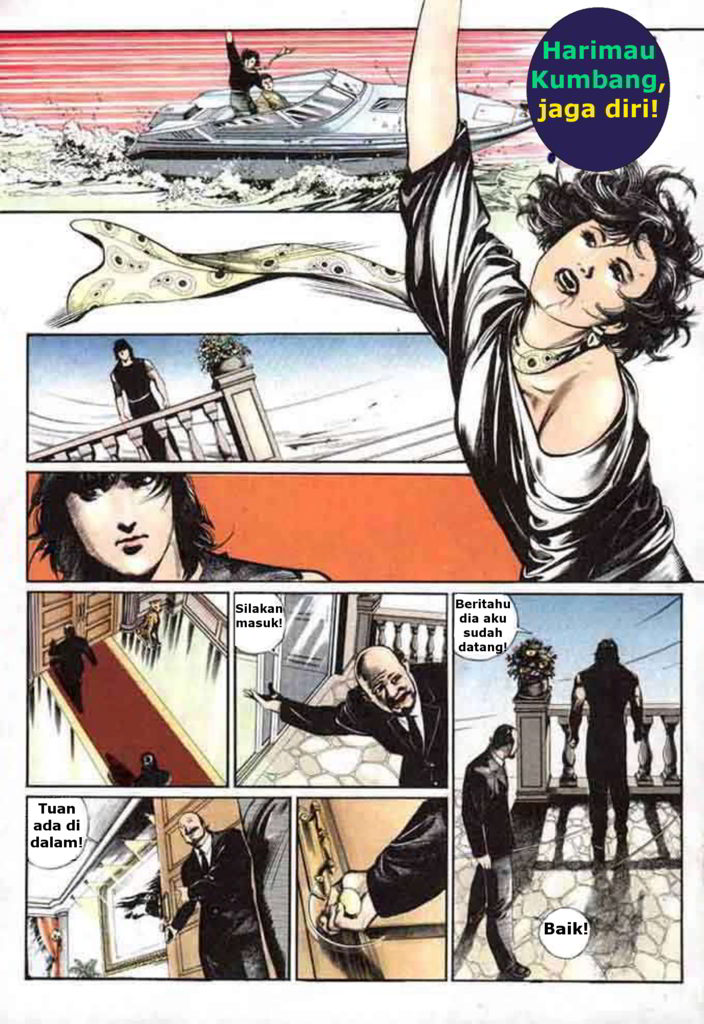 Harimau
Kumbang,
jaga diri!
Beritahu
dia aku
sudah
datang!
Baik!
Silakan
masuk!
Tuan
ada di
dalam!